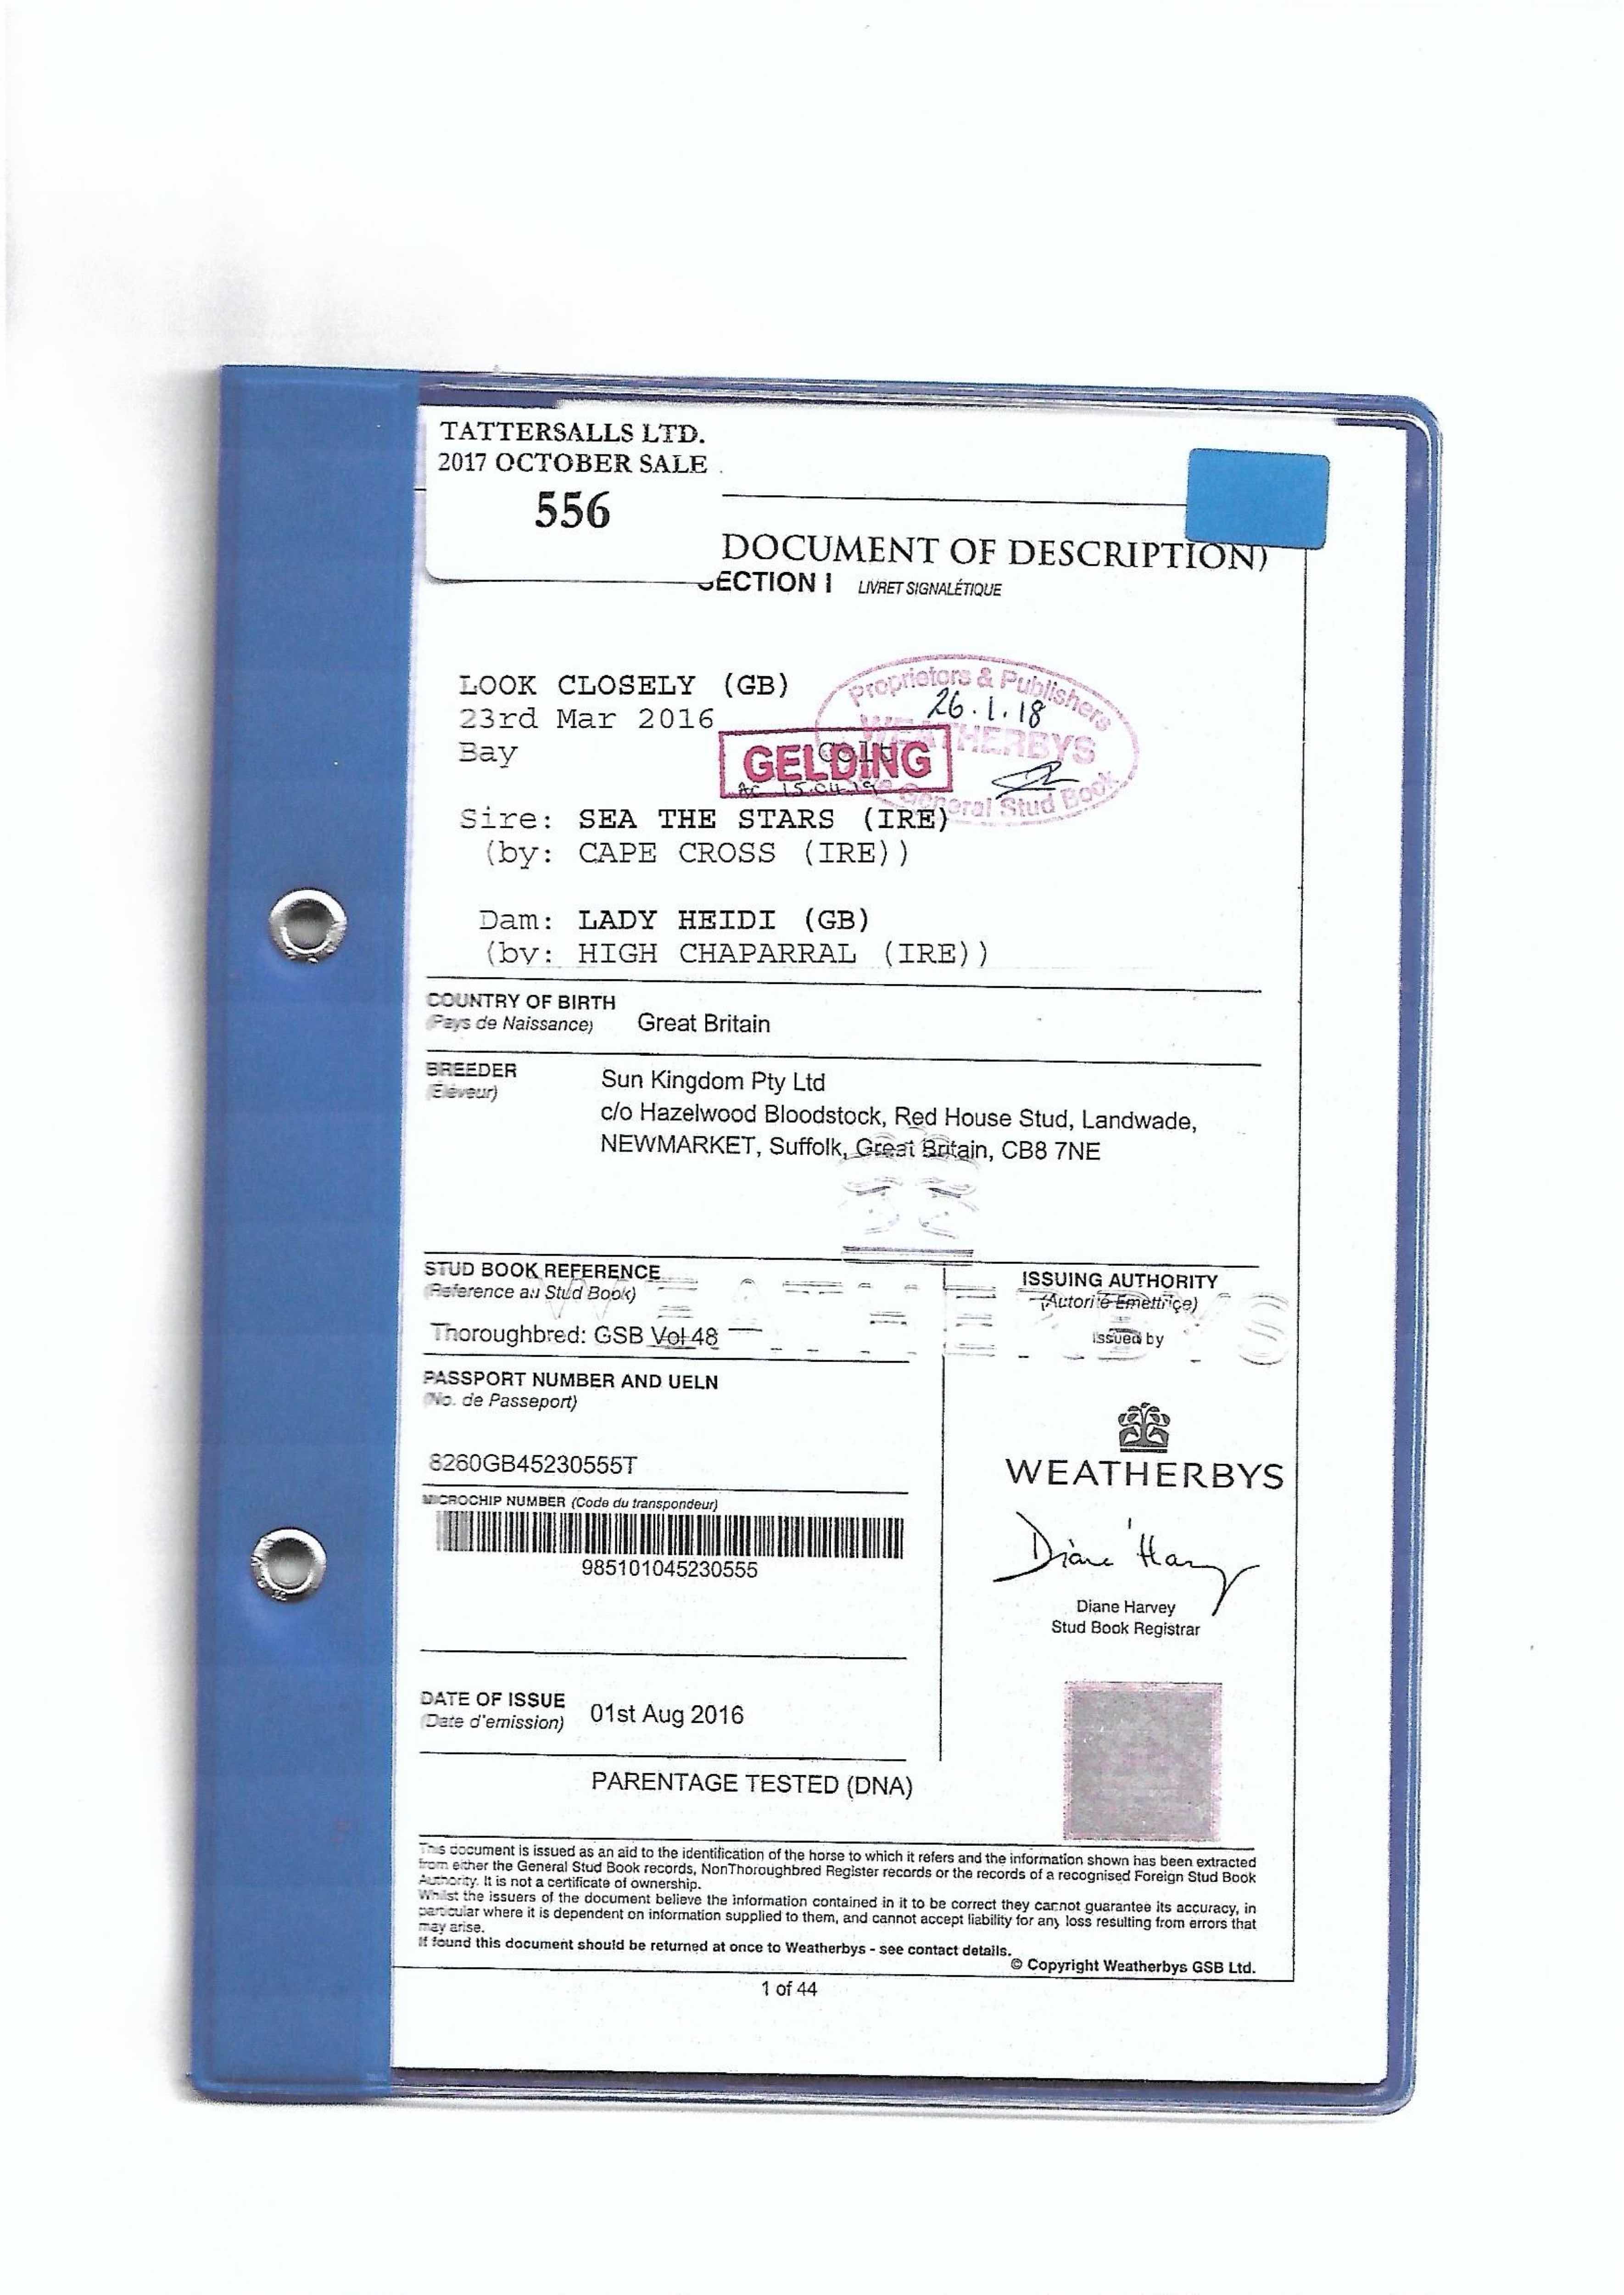 TATTERSALLS LTD.
2017 OCTOBER SALE
556
DOCUMENT OF DESCRIPTION)
ECTION I LIVRET SIGNALÉTIQUE
LOOK CLOSELY (GB)
23rd Mar 2016
Bay
Proprietors & Publishers
26.1.18
WEATHERBYS
General Stud Book
Colt
GELDING
15.04.19
Sire: SEA THE STARS (IRE)
(by: CAPE CROSS (IRE))
Dam: LADY HEIDI (GB)
(by: HIGH CHAPARRAL (IRE))
COUNTRY OF BIRTH
(Pays de Naissance) Great Britain
BREEDER
(Eleveur)
Sun Kingdom Pty Ltd
c/o Hazelwood Bloodstock, Red House Stud, Landwade,
NEWMARKET, Suffolk, Great Britain, CB8 7NE
WEATHERBYS
STUD BOOK REFERENCE
(Reference au Stud Book)
Thoroughbred: GSB Vol 48
ISSUING AUTHORITY
(Autorité Emettriçe)
issued by
PASSPORT NUMBER AND UELN
(No. de Passeport)
8260GB45230555T
MICROCHIP NUMBER (Code du transpondeur)
985101045230555
WEATHERBYS
Diane Harvey
Diane Harvey
Stud Book Registrar
DATE OF ISSUE
(Date d'emission) 01st Aug 2016
PARENTAGE TESTED (DNA)
This document is issued as an aid to the identification of the horse to which it refers and the information shown has been extracted
from either the General Stud Book records, NonThoroughbred Register records or the records of a recognised Foreign Stud Book
Authority. It is not a certificate of ownership.
Whilst the issuers of the document believe the information contained in it to be correct they cannot guarantee its accuracy, in
particular where it is dependent on information supplied to them, and cannot accept liability for any loss resulting from errors that
may arise.
If found this document should be returned at once to Weatherbys - see contact details.
© Copyright Weatherbys GSB Ltd.
1 of 44